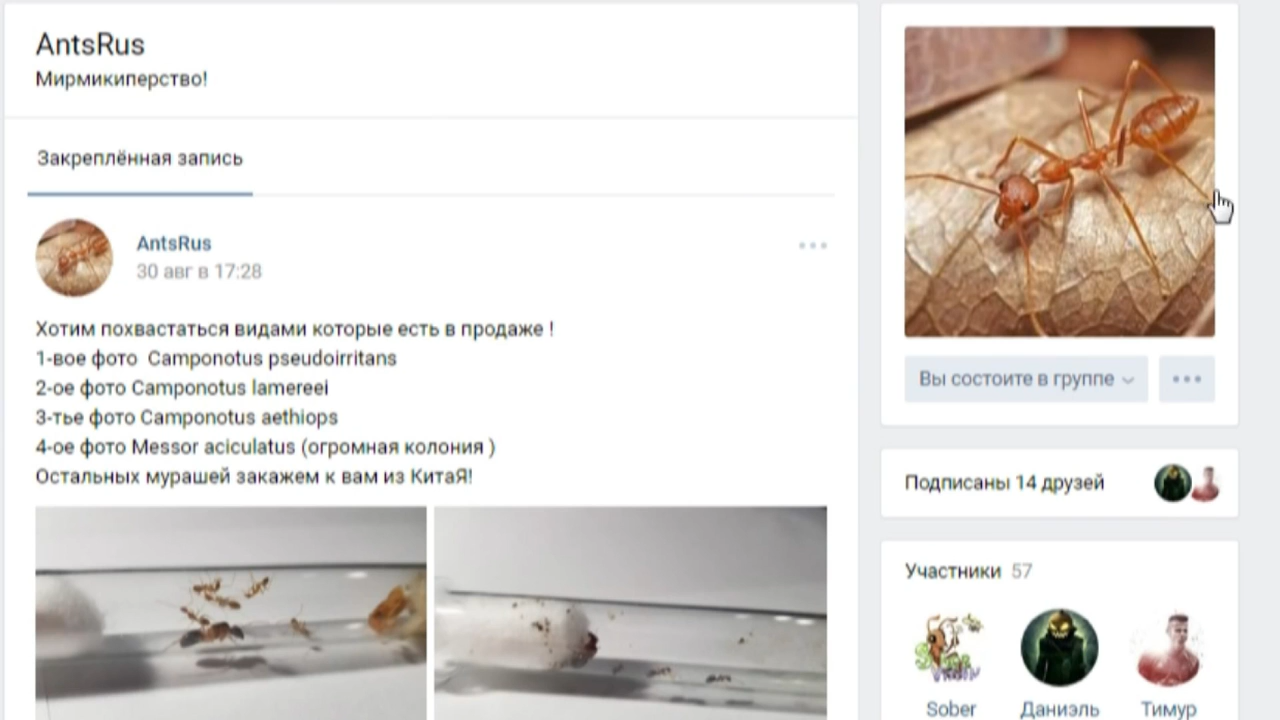 AntsRus
Мирмикиперство!
Закреплённая запись
AntsRus
30 авг в 17:28
Хотим похвастаться видами которые есть в продаже !
1-вое фото Camponotus pseudoirritans
2-ое фото Camponotus lamereei
3-тье фото Camponotus aethiops
4-ое фото Messor aciculatus (огромная колония )
Остальных мурашей закажем к вам из КитаЯ!
Вы состоите в группе
Подписаны 14 друзей
Участники 57
Sober
Даниэль
Тимур